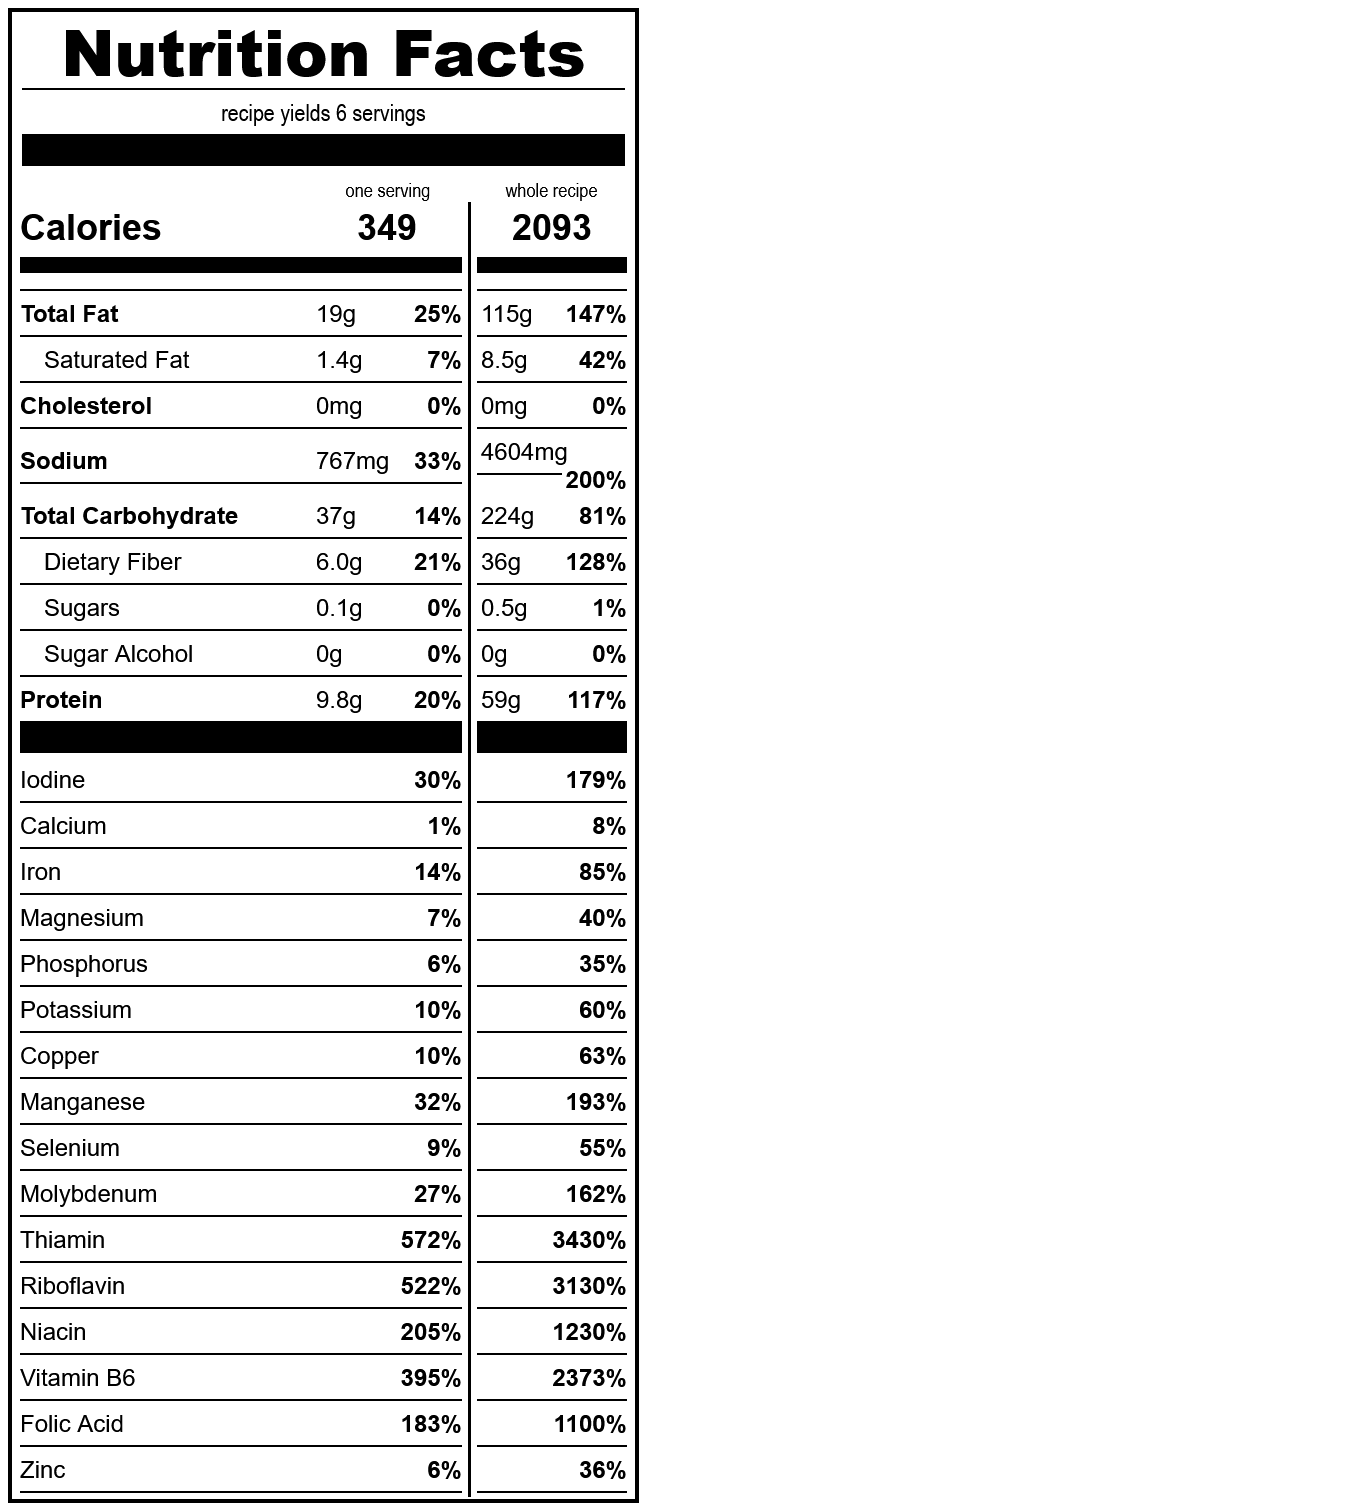 Nutrition Facts
recipe yields 6 servings
one serving whole recipe
Calories 349 2093
Total Fat 19g 25% 115g 147%
Saturated Fat 1.4g 7% 8.5g 42%
Cholesterol 0mg 0% 0mg 0%
Sodium 767mg 33% 4604mg 200%
Total Carbohydrate 37g 14% 224g 81%
Dietary Fiber 6.0g 21% 36g 128%
Sugars 0.1g 0% 0.5g 1%
Sugar Alcohol 0g 0% 0g 0%
Protein 9.8g 20% 59g 117%
Iodine 30% 179%
Calcium 1% 8%
Iron 14% 85%
Magnesium 7% 40%
Phosphorus 6% 35%
Potassium 10% 60%
Copper 10% 63%
Manganese 32% 193%
Selenium 9% 55%
Molybdenum 27% 162%
Thiamin 572% 3430%
Riboflavin 522% 3130%
Niacin 205% 1230%
Vitamin B6 395% 2373%
Folic Acid 183% 1100%
Zinc 6% 36%